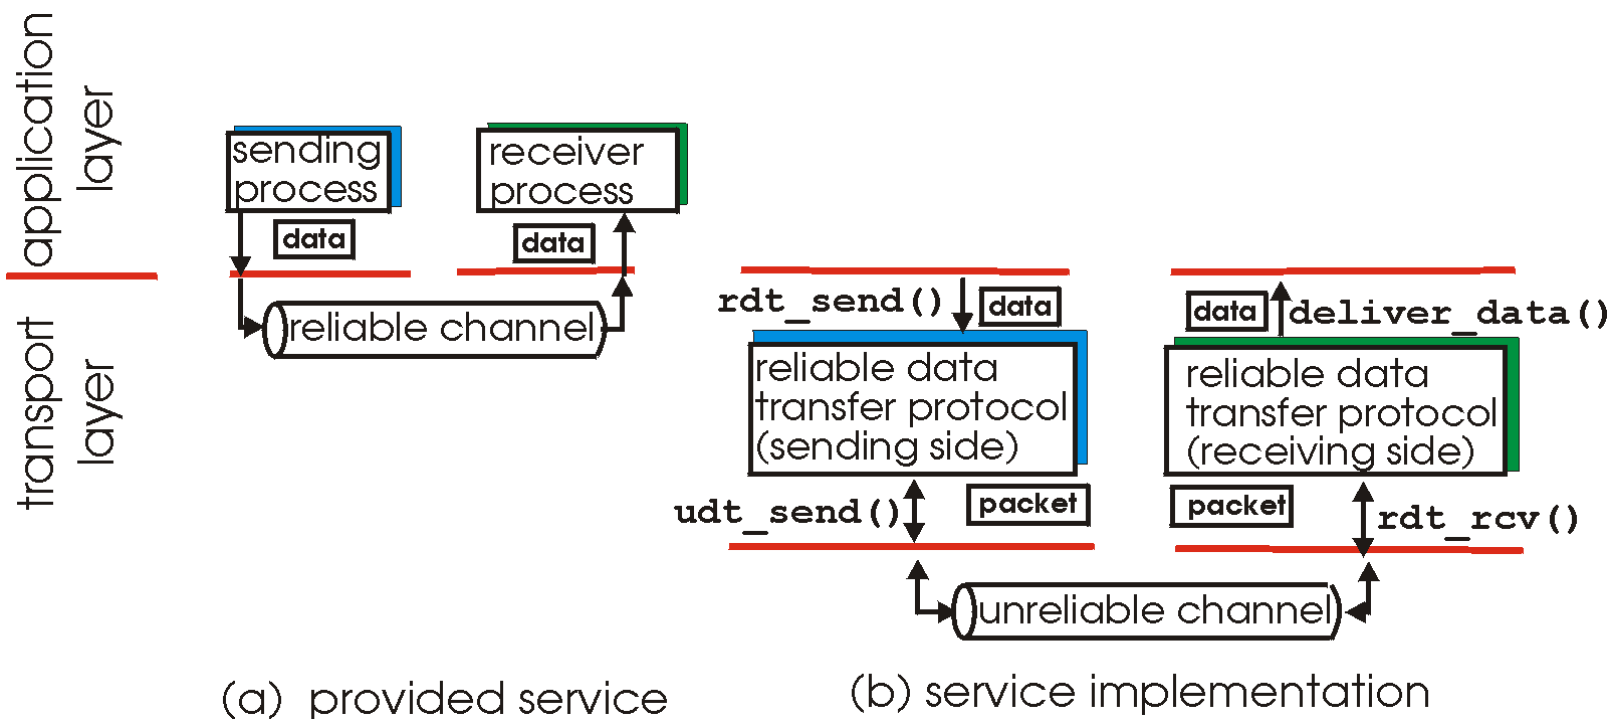 application
layer
transport
layer
sending
process
data
receiver
process
data
reliable channel
(a) provided service
rdt_send()
data
reliable data
transfer protocol
(sending side)
udt_send()
packet
data
deliver_data()
reliable data
transfer protocol
(receiving side)
packet
rdt_rcv()
unreliable channel
(b) service implementation